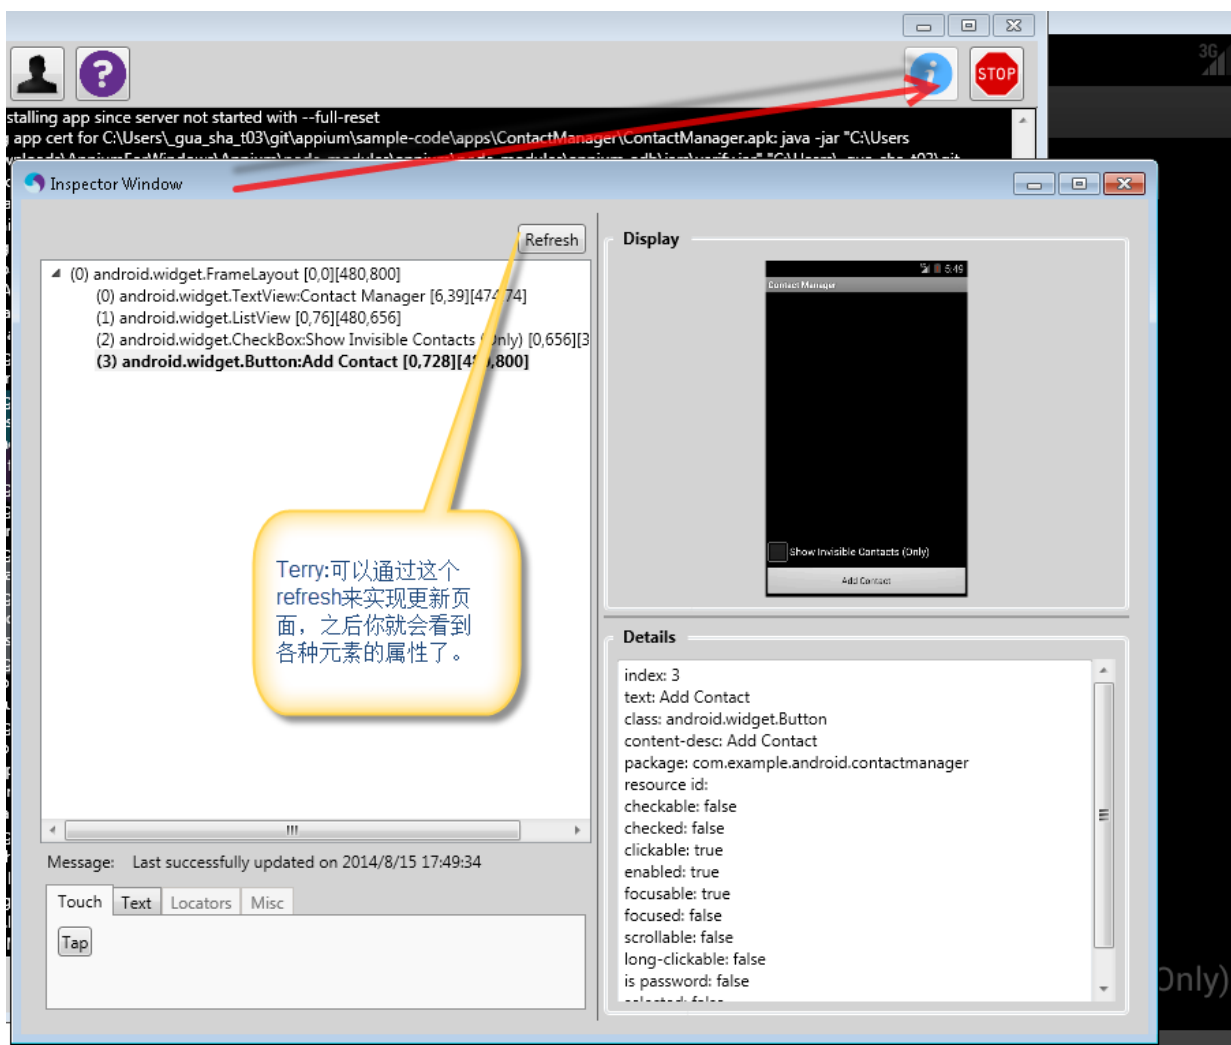 3G
?
i
STOP
stalling app since server not started with --full-reset
app cert for C:\Users\_gua_sha_t03\git\appium\sample-code\apps\ContactManager\ContactManager.apk: java -jar "C:\Users
Inspector Window
Refresh
(0) android.widget.FrameLayout [0,0][480,800]
(0) android.widget.TextView:Contact Manager [6,39][474,74]
(1) android.widget.ListView [0,76][480,656]
(2) android.widget.CheckBox:Show Invisible Contacts (Only) [0,656][3
(3) android.widget.Button:Add Contact [0,728][480,800]
Terry:可以通过这个
refresh来实现更新页
面，之后你就会看到
各种元素的属性了。
Message: Last successfully updated on 2014/8/15 17:49:34
Touch Text Locators Misc
Tap
Display
5:49
Contact Manager
Show Invisible Contacts (Only)
Add Contact
Details
index: 3
text: Add Contact
class: android.widget.Button
content-desc: Add Contact
package: com.example.android.contactmanager
resource id:
checkable: false
checked: false
clickable: true
enabled: true
focusable: true
focused: false
scrollable: false
long-clickable: false
is password: false
selected: false
Only)